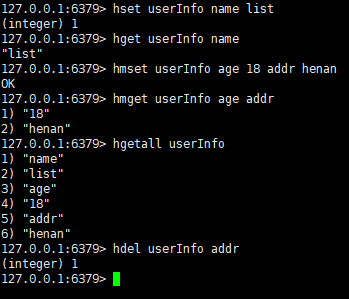 127.0.0.1:6379> hset userInfo name list
(integer) 1
127.0.0.1:6379> hget userInfo name
"list"
127.0.0.1:6379> hmset userInfo age 18 addr henan
OK
127.0.0.1:6379> hmget userInfo age addr
1) "18"
2) "henan"
127.0.0.1:6379> hgetall userInfo
1) "name"
2) "list"
3) "age"
4) "18"
5) "addr"
6) "henan"
127.0.0.1:6379> hdel userInfo addr
(integer) 1
127.0.0.1:6379>